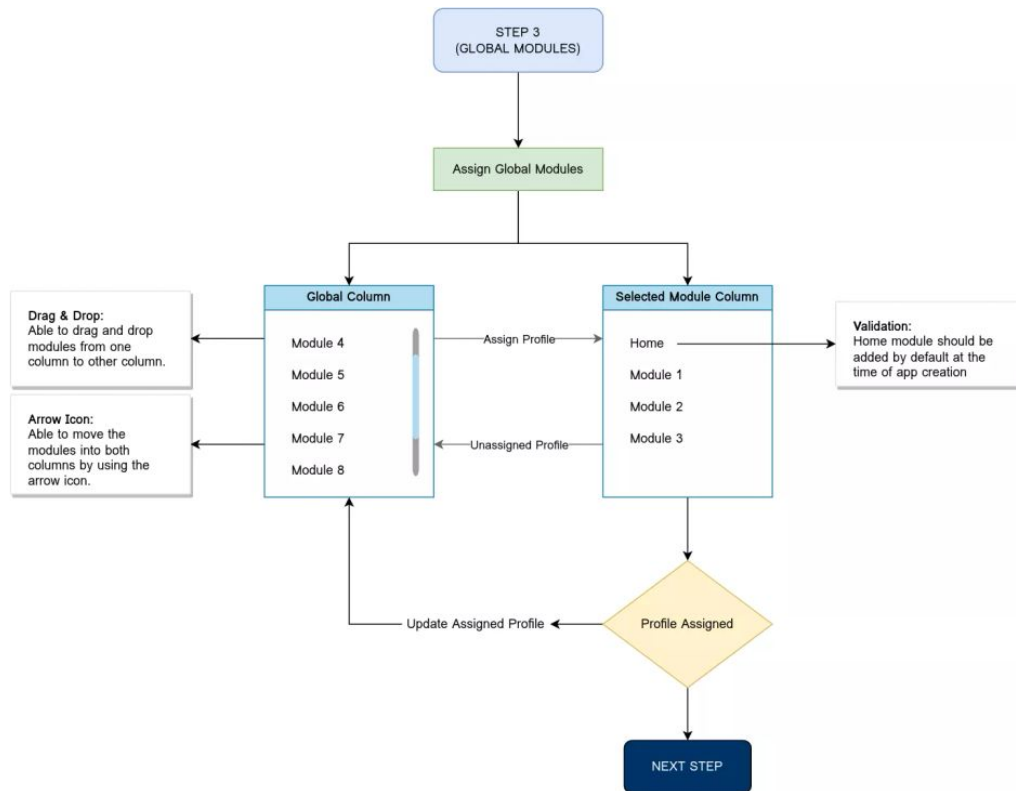 STEP 3
(GLOBAL MODULES)
Assign Global Modules
Global Column
Module 4
Module 5
Module 6
Module 7
Module 8
Selected Module Column
Home
Module 1
Module 2
Module 3
Drag & Drop:
Able to drag and drop
modules from one
column to other column.
Arrow Icon:
Able to move the
modules into both
columns by using the
arrow icon.
Assign Profile
Unassigned Profile
Validation:
Home module should be
added by default at the
time of app creation
Update Assigned Profile
Profile Assigned
NEXT STEP